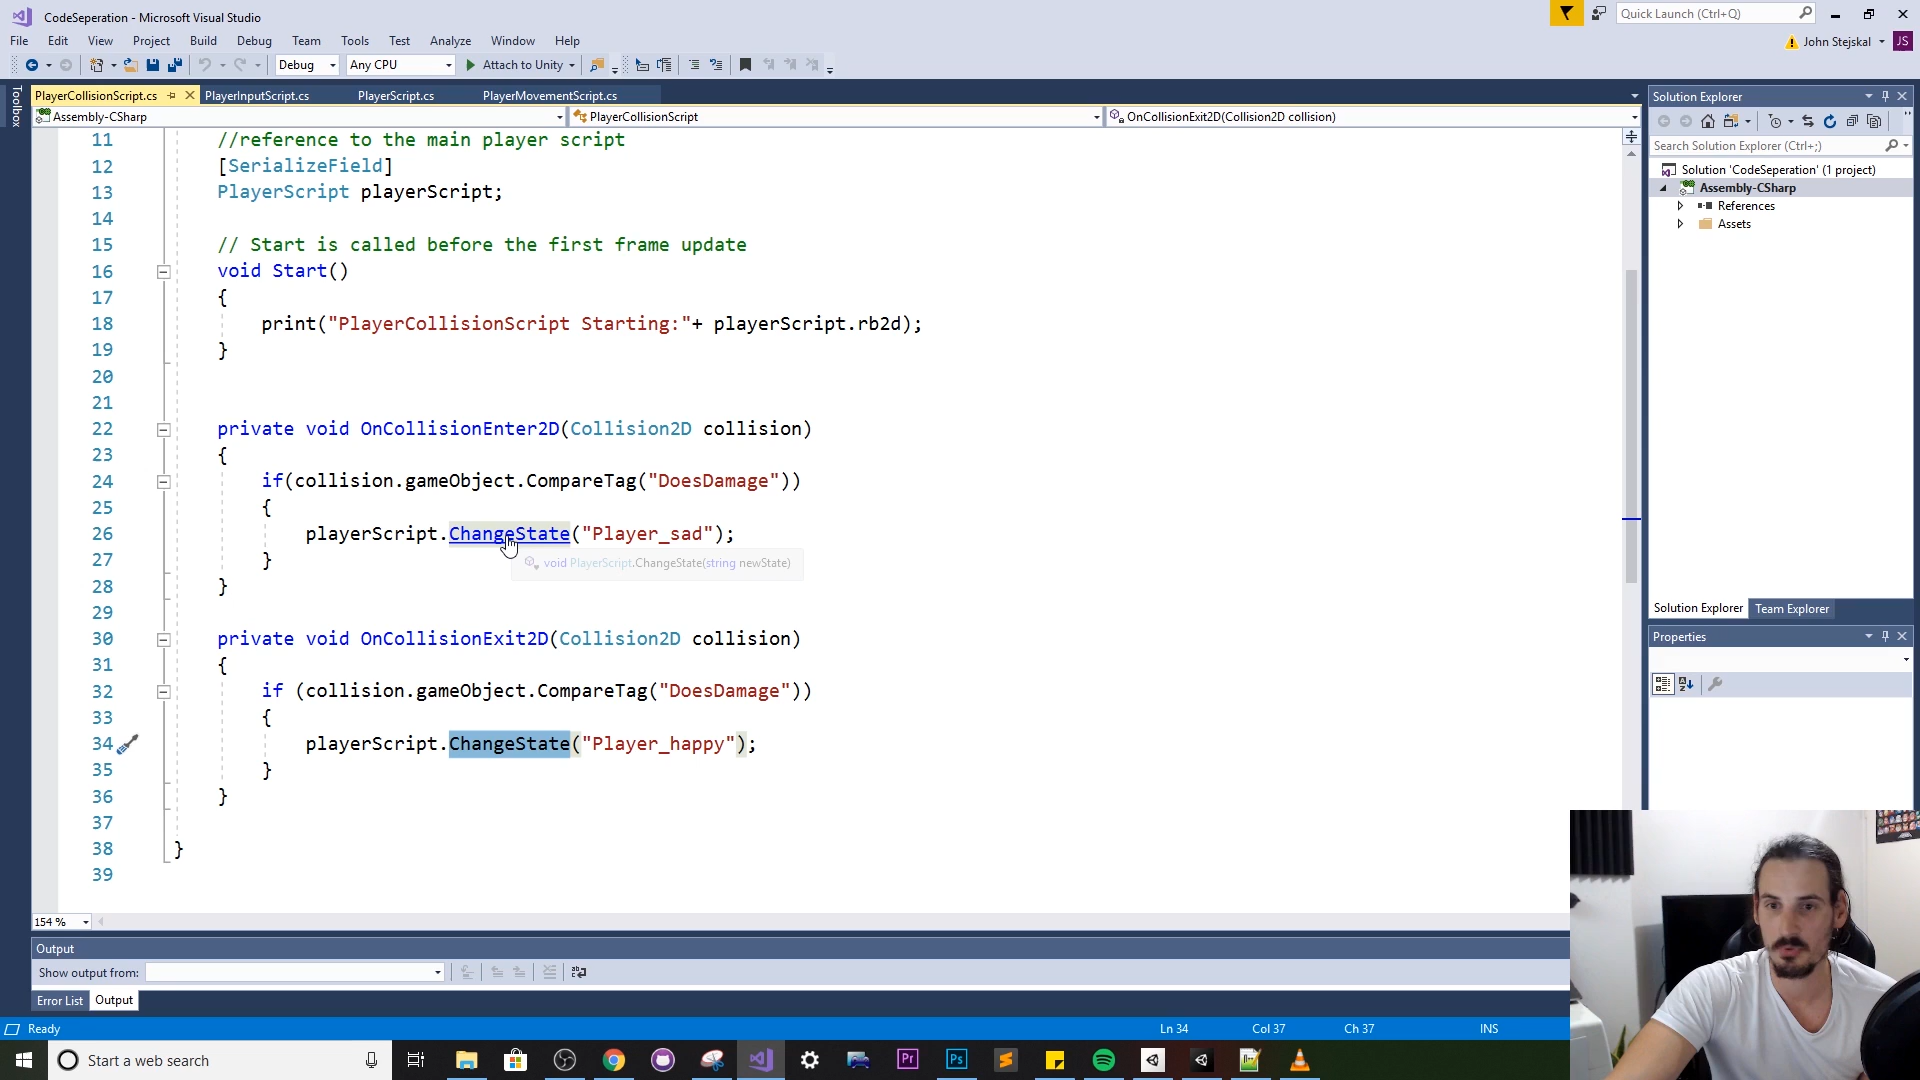 CodeSeperation - Microsoft Visual Studio
Quick Launch (Ctrl+Q)
File Edit View Project Build Debug Team Tools Test Analyze Window Help
John Stejskal JS
Debug Any CPU Attach to Unity
Toolbox
PlayerCollisionScript.cs PlayerInputScript.cs PlayerScript.cs PlayerMovementScript.cs
Assembly-CSharp PlayerCollisionScript OnCollisionExit2D(Collision2D collision)
11 //reference to the main player script
12 [SerializeField]
13 PlayerScript playerScript;
14
15 // Start is called before the first frame update
16 void Start()
17 {
18 print("PlayerCollisionScript Starting:"+ playerScript.rb2d);
19 }
20
21
22 private void OnCollisionEnter2D(Collision2D collision)
23 {
24 if(collision.gameObject.CompareTag("DoesDamage"))
25 {
26 playerScript.ChangeState("Player_sad");
27 }
void PlayerScript.ChangeState(string newState)
28 }
29
30 private void OnCollisionExit2D(Collision2D collision)
31 {
32 if (collision.gameObject.CompareTag("DoesDamage"))
33 {
34 playerScript.ChangeState("Player_happy");
35 }
36 }
37
38 }
39
154 %
Output
Show output from:
Error List Output
Solution Explorer
Search Solution Explorer (Ctrl+;)
Solution 'CodeSeperation' (1 project)
Assembly-CSharp
References
Assets
Solution Explorer Team Explorer
Properties
Ready Ln 34 Col 37 Ch 37 INS
Start a web search
Pr Ps